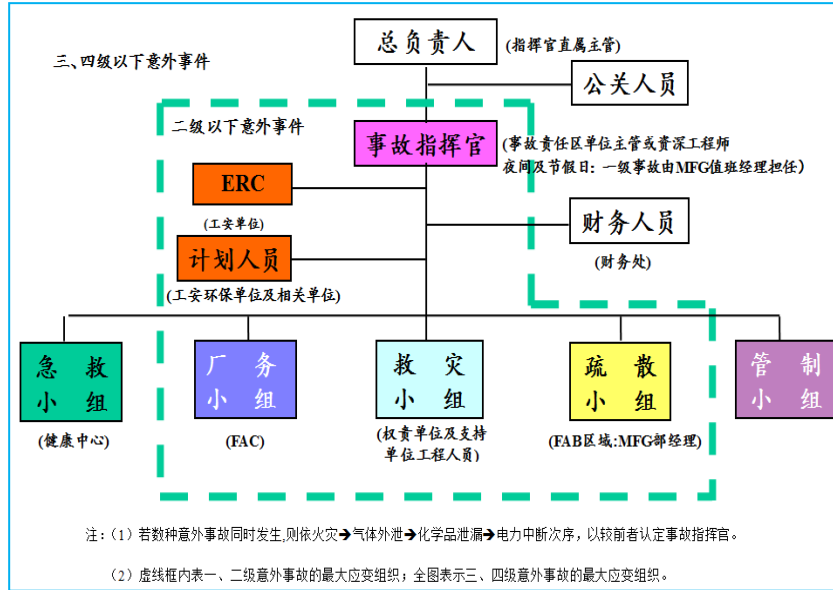 总负责人
(指挥官直属主管)
三、四级以下意外事件
公关人员
二级以下意外事件
事故指挥官
(事故责任区单位主管或资深工程师
夜间及节假日：一级事故由MFG值班经理担任)
ERC
(工安单位)
财务人员
(财务处)
计划人员
(工安环保单位及相关单位)
急 救
小 组
(健康中心)
厂 务
小 组
(FAC)
救 灾
小 组
(权责单位及支持
单位工程人员)
疏 散
小 组
(FAB区域:MFG部经理)
管 制
小 组
注：(1) 若数种意外事故同时发生,则依火灾➔气体外泄➔化学品泄漏➔电力中断次序，以较前者认定事故指挥官。
(2) 虚线框内表一、二级意外事故的最大应变组织；全图表示三、四级意外事故的最大应变组织。